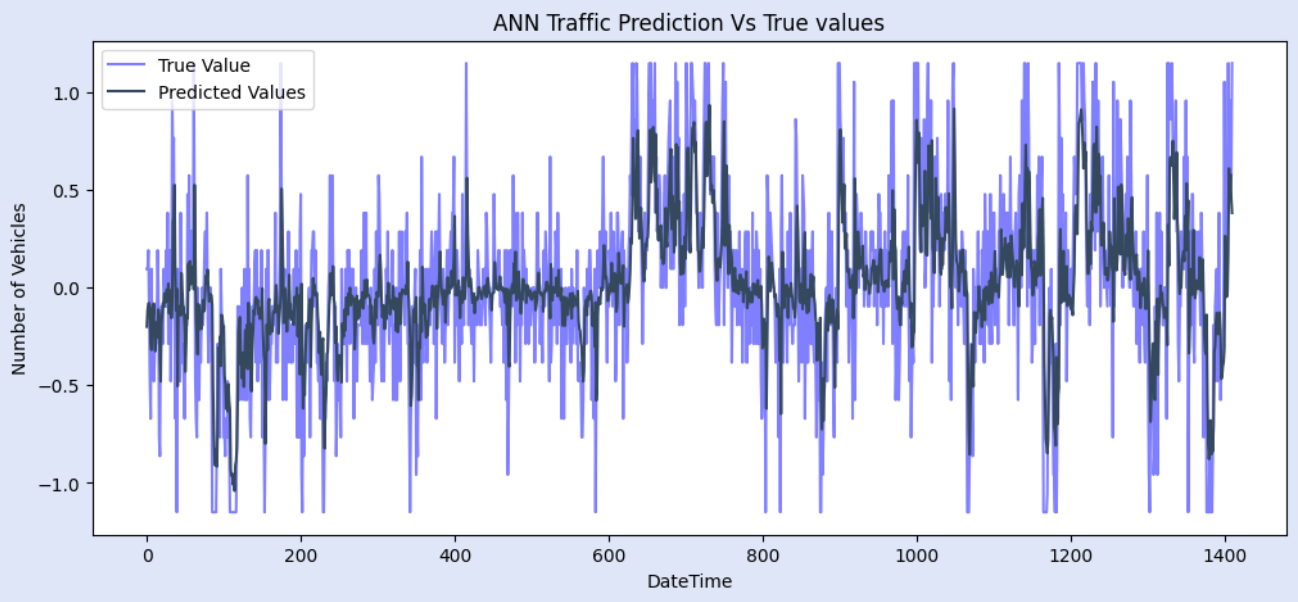 ANN Traffic Prediction Vs True values
True Value
Predicted Values
Number of Vehicles
1.0
0.5
0.0
−0.5
−1.0
0 200 400 600 800 1000 1200 1400
DateTime